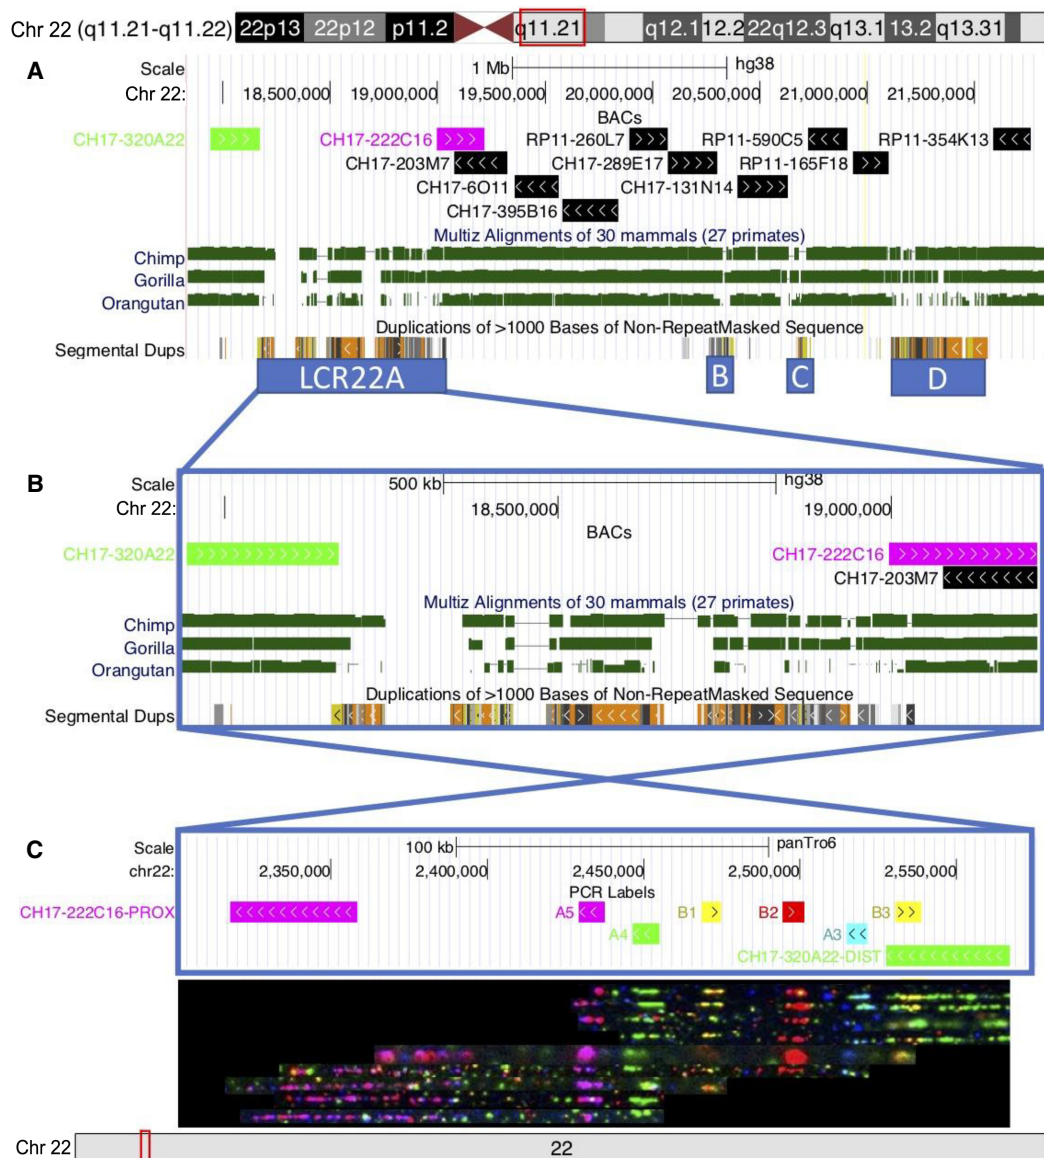 Chr 22 (q11.21-q11.22) 22p13 22p12 p11.2 q11.21 q12.1 12.2 22q12.3 q13.1 13.2 q13.31
A
Scale 1 Mb hg38
Chr 22: 18,500,000 19,000,000 19,500,000 20,000,000 20,500,000 21,000,000 21,500,000
BACs
CH17-320A22 CH17-222C16 RP11-260L7 RP11-590C5 RP11-354K13
CH17-203M7 CH17-289E17 RP11-165F18
CH17-6O11 CH17-131N14
CH17-395B16
Multiz Alignments of 30 mammals (27 primates)
Chimp
Gorilla
Orangutan
Duplications of >1000 Bases of Non-RepeatMasked Sequence
Segmental Dups
LCR22A B C D
B
Scale 500 kb hg38
Chr 22: 18,500,000 19,000,000
BACs
CH17-320A22 CH17-222C16
CH17-203M7
Multiz Alignments of 30 mammals (27 primates)
Chimp
Gorilla
Orangutan
Duplications of >1000 Bases of Non-RepeatMasked Sequence
Segmental Dups
C
Scale 100 kb panTro6
chr22: 2,350,000 2,400,000 2,450,000 2,500,000 2,550,000
PCR Labels
CH17-222C16-PROX A5 B1 B2 B3
A4 A3
CH17-320A22-DIST
Chr 22 22